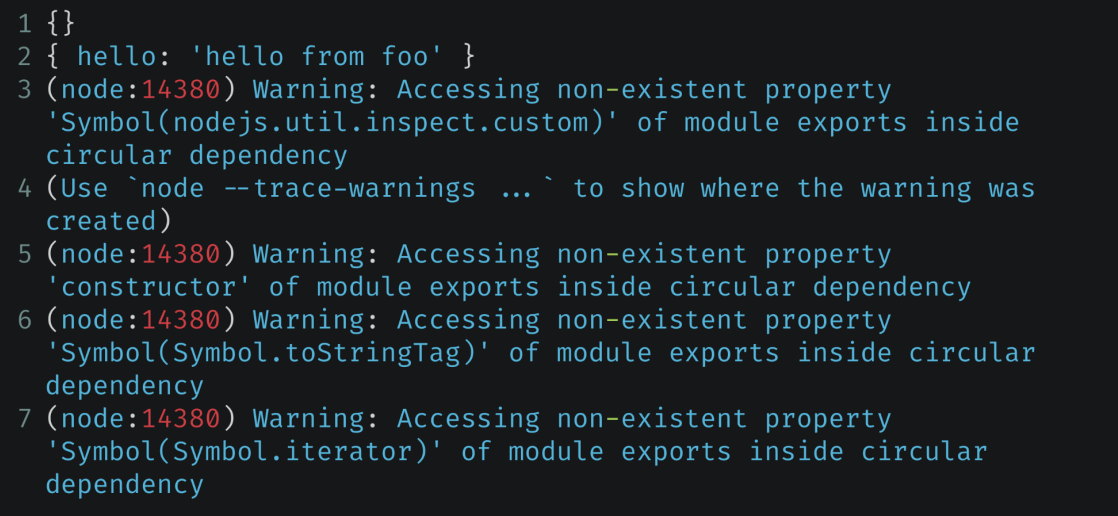 1 {}
2 { hello: 'hello from foo' }
3 (node:14380) Warning: Accessing non-existent property
'Symbol(nodejs.util.inspect.custom)' of module exports inside
circular dependency
4 (Use `node --trace-warnings ...` to show where the warning was
created)
5 (node:14380) Warning: Accessing non-existent property
'constructor' of module exports inside circular dependency
6 (node:14380) Warning: Accessing non-existent property
'Symbol(Symbol.toStringTag)' of module exports inside circular
dependency
7 (node:14380) Warning: Accessing non-existent property
'Symbol(Symbol.iterator)' of module exports inside circular
dependency